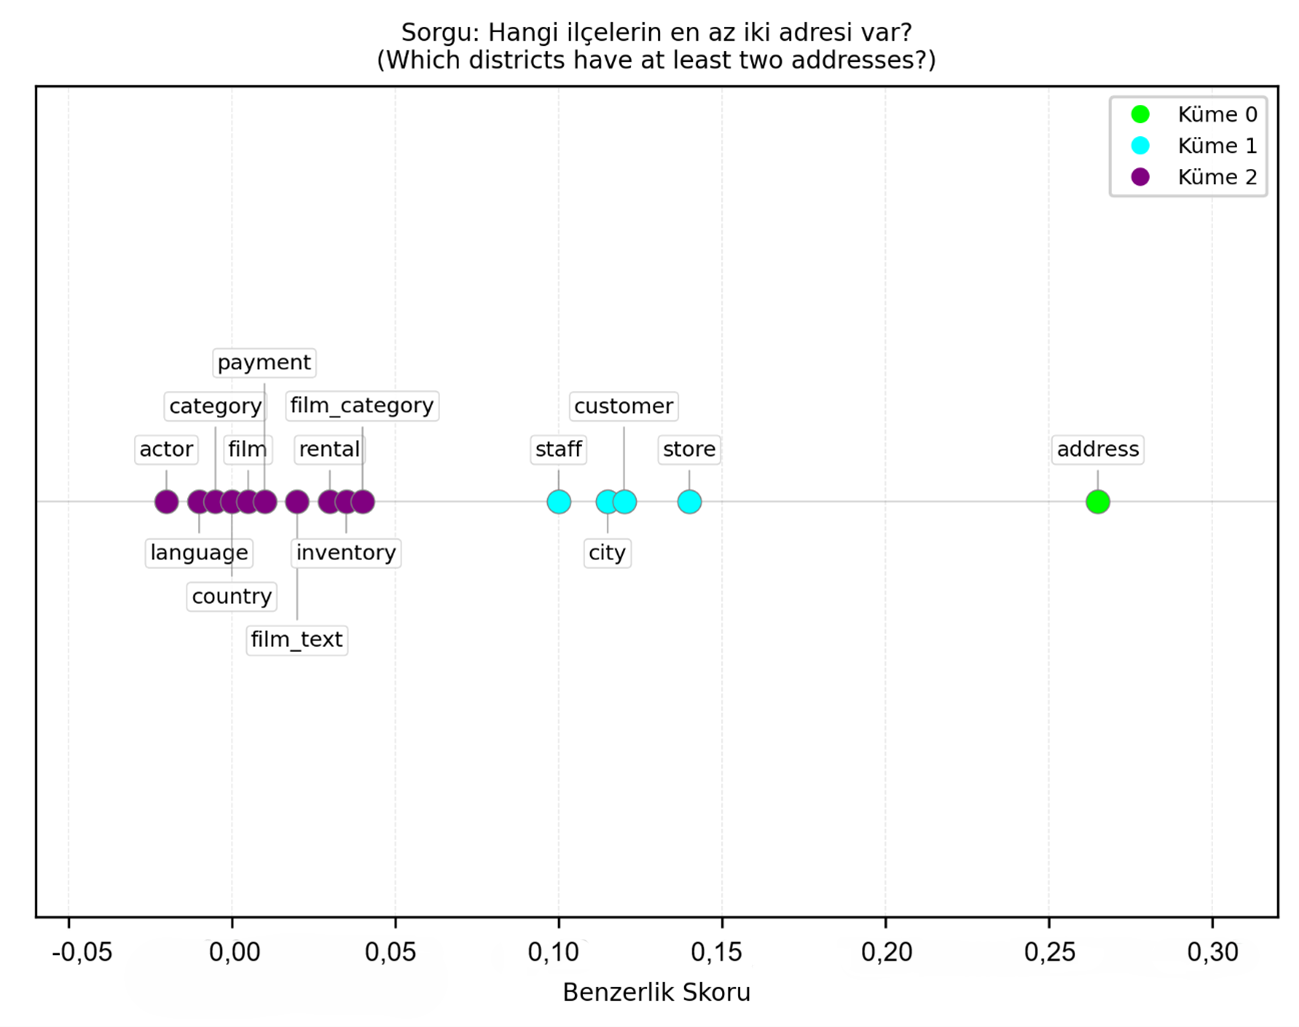 Sorgu: Hangi ilçelerin en az iki adresi var?
(Which districts have at least two addresses?)
Küme 0
Küme 1
Küme 2
payment
category
film_category
customer
actor
film
rental
staff
store
address
language
inventory
city
country
film_text
-0,05
0,00
0,05
0,10
0,15
0,20
0,25
0,30
Benzerlik Skoru